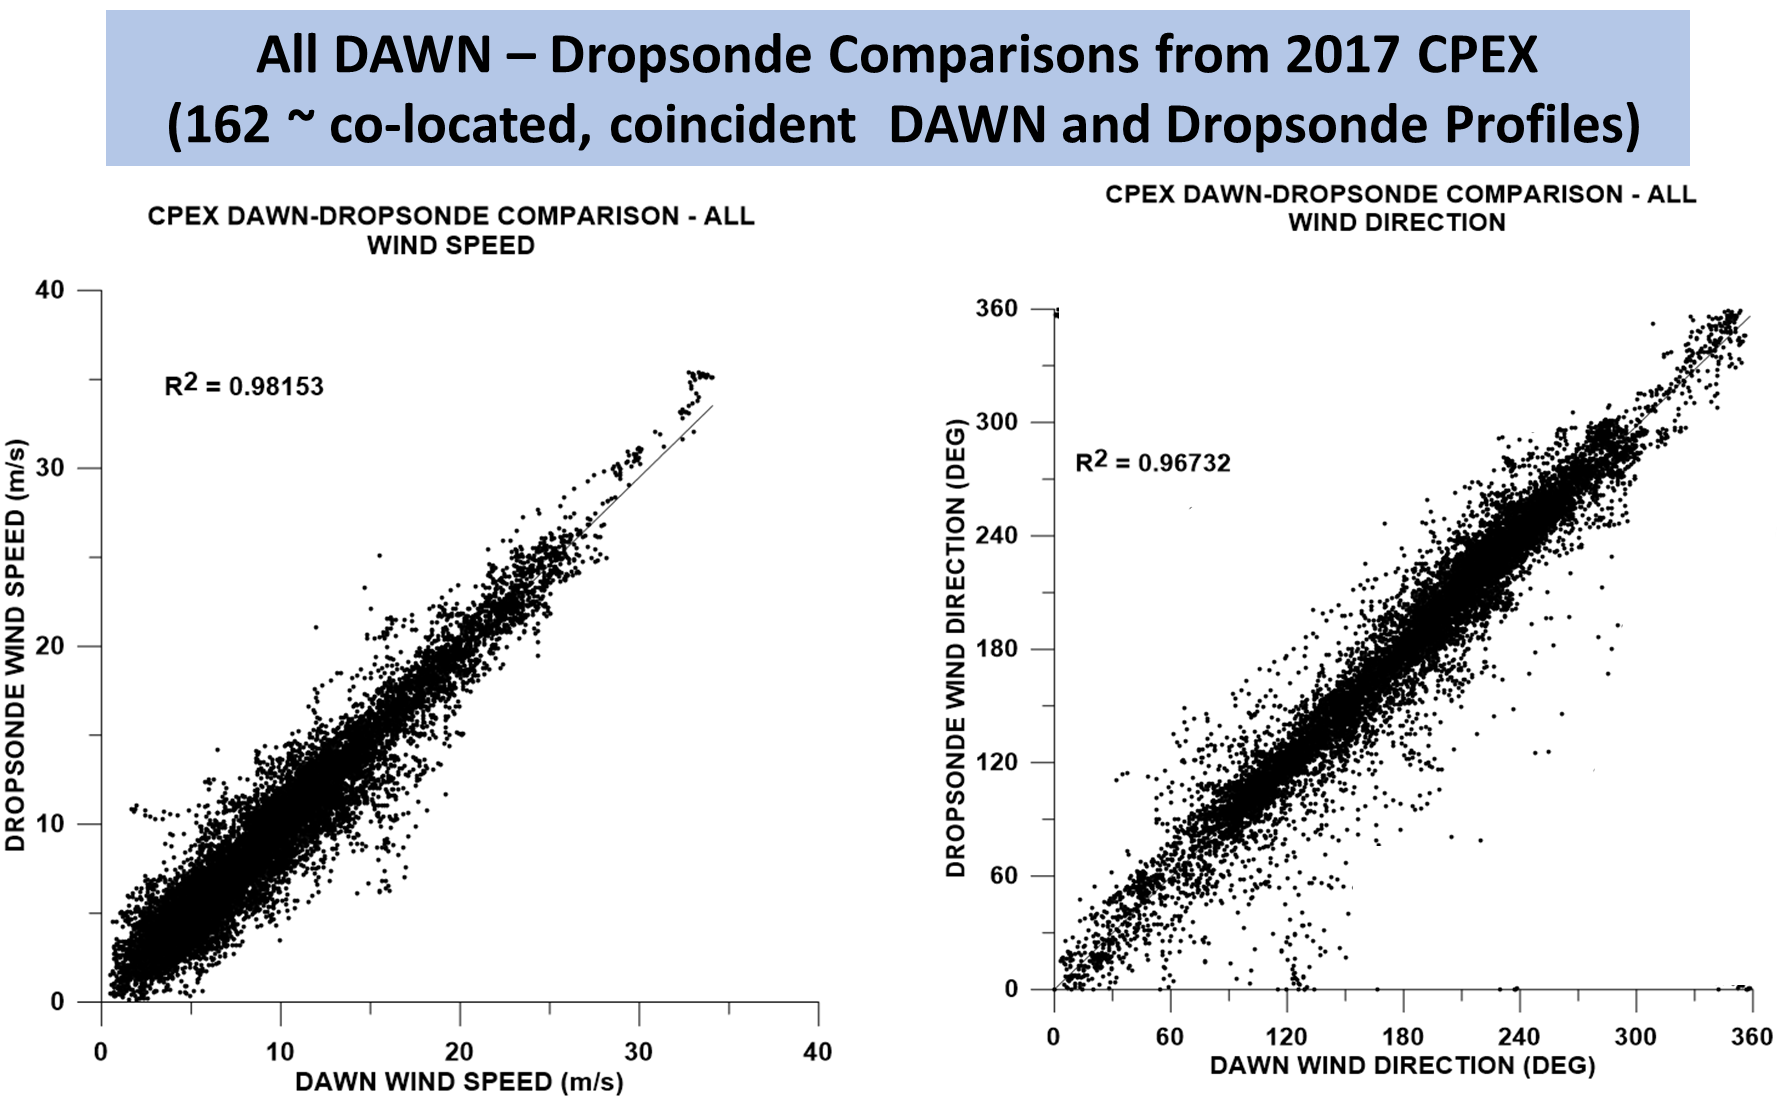 All DAWN – Dropsonde Comparisons from 2017 CPEX
(162 ~ co-located, coincident  DAWN and Dropsonde Profiles)
CPEX DAWN-DROPSONDE COMPARISON - ALL
WIND SPEED
40
30
20
10
0
R2 = 0.98153
DROPSONDE WIND SPEED (m/s)
0 10 20 30 40
DAWN WIND SPEED (m/s)
CPEX DAWN-DROPSONDE COMPARISON - ALL
WIND DIRECTION
360
300
240
180
120
60
0
R2 = 0.96732
DROPSONDE WIND DIRECTION (DEG)
0 60 120 180 240 300 360
DAWN WIND DIRECTION (DEG)